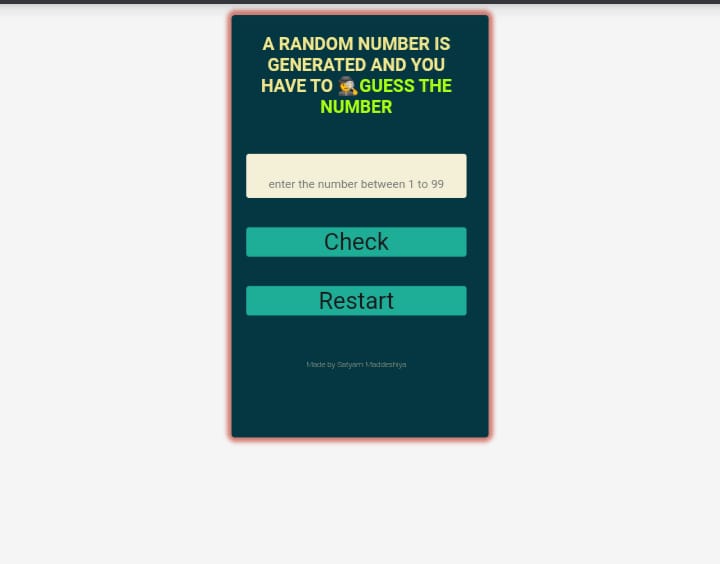 A RANDOM NUMBER IS
GENERATED AND YOU
HAVE TO 🕵️GUESS THE
NUMBER
enter the number between 1 to 99
Check
Restart
Made by Satyam Maddeshiya